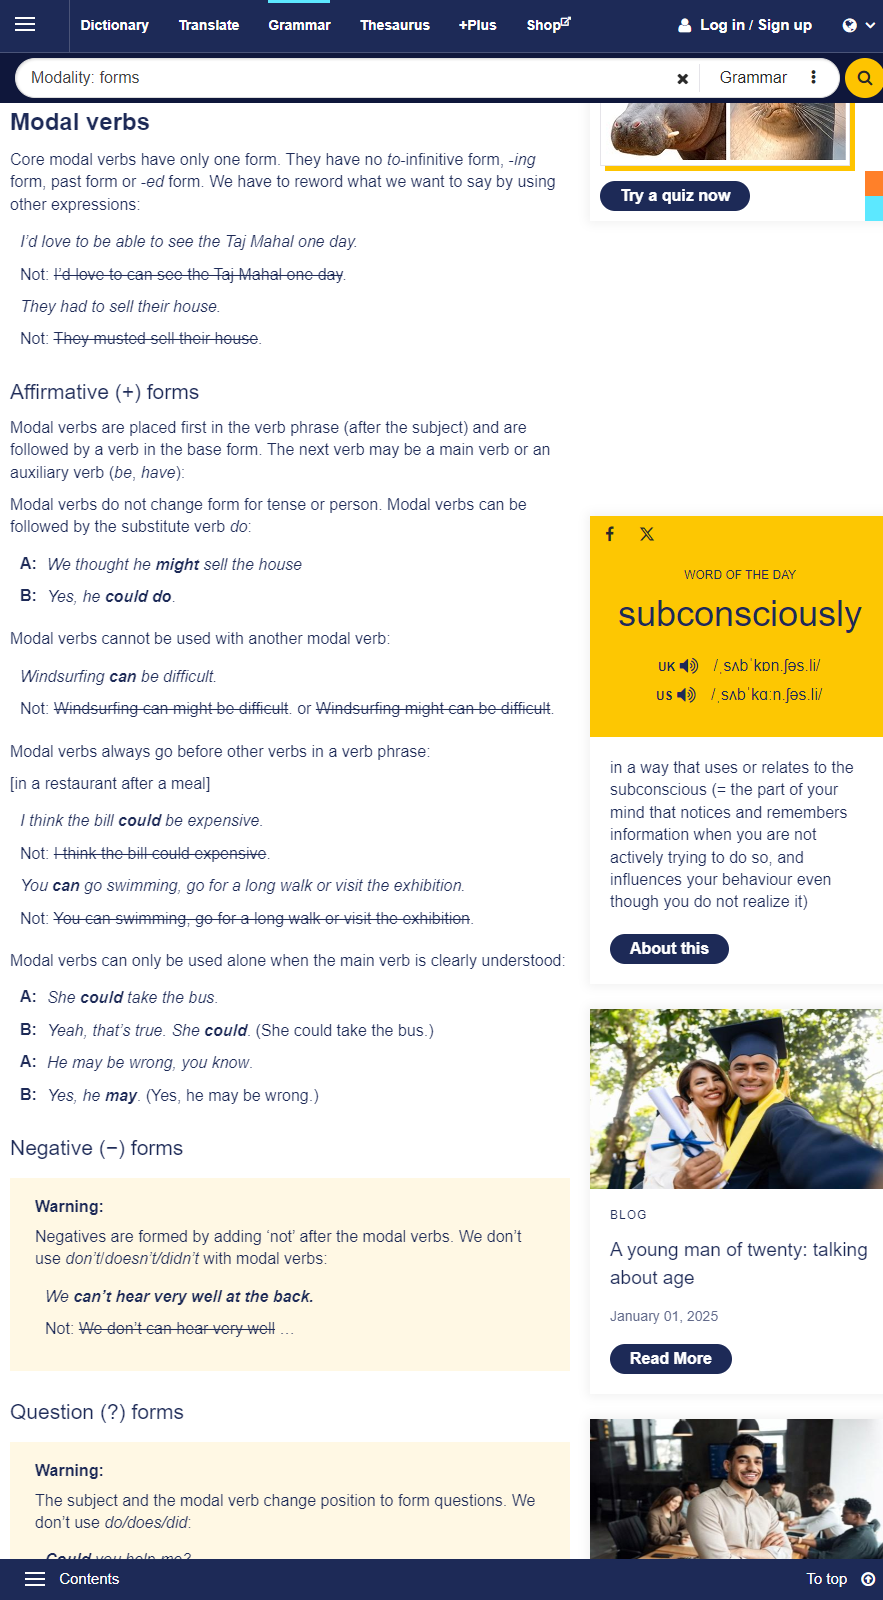 Dictionary Translate Grammar Thesaurus +Plus Shop Log in / Sign up
Modality: forms Grammar
Modal verbs
Core modal verbs have only one form. They have no to-infinitive form, -ing
form, past form or -ed form. We have to reword what we want to say by using
other expressions:
I’d love to be able to see the Taj Mahal one day.
Not: I’d love to can see the Taj Mahal one day.
They had to sell their house.
Not: They musted sell their house.
Affirmative (+) forms
Modal verbs are placed first in the verb phrase (after the subject) and are
followed by a verb in the base form. The next verb may be a main verb or an
auxiliary verb (be, have):
Modal verbs do not change form for tense or person. Modal verbs can be
followed by the substitute verb do:
A: We thought he might sell the house
B: Yes, he could do.
Modal verbs cannot be used with another modal verb:
Windsurfing can be difficult.
Not: Windsurfing can might be difficult. or Windsurfing might can be difficult.
Modal verbs always go before other verbs in a verb phrase:
[in a restaurant after a meal]
I think the bill could be expensive.
Not: I think the bill could expensive.
You can go swimming, go for a long walk or visit the exhibition.
Not: You can swimming, go for a long walk or visit the exhibition.
Modal verbs can only be used alone when the main verb is clearly understood:
A: She could take the bus.
B: Yeah, that’s true. She could. (She could take the bus.)
A: He may be wrong, you know.
B: Yes, he may. (Yes, he may be wrong.)
Negative (−) forms
Warning:
Negatives are formed by adding ‘not’ after the modal verbs. We don’t
use don’t/doesn’t/didn’t with modal verbs:
We can’t hear very well at the back.
Not: We don’t can hear very well …
Question (?) forms
Warning:
The subject and the modal verb change position to form questions. We
don’t use do/does/did:
Could you help me?
Try a quiz now
WORD OF THE DAY
subconsciously
UK /ˌsʌbˈkɒn.ʃəs.li/
US /ˌsʌbˈkɑːn.ʃəs.li/
in a way that uses or relates to the
subconscious (= the part of your
mind that notices and remembers
information when you are not
actively trying to do so, and
influences your behaviour even
though you do not realize it)
About this
BLOG
A young man of twenty: talking
about age
January 01, 2025
Read More
Contents To top